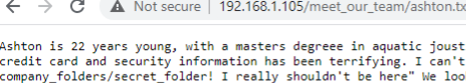 Not secure | 192.168.1.105/meet_our_team/ashton.tx
Ashton is 22 years young, with a masters degreee in aquatic joust
credit card and security information has been terrifying. I can't
company_folders/secret_folder! I really shouldn't be here" We loo